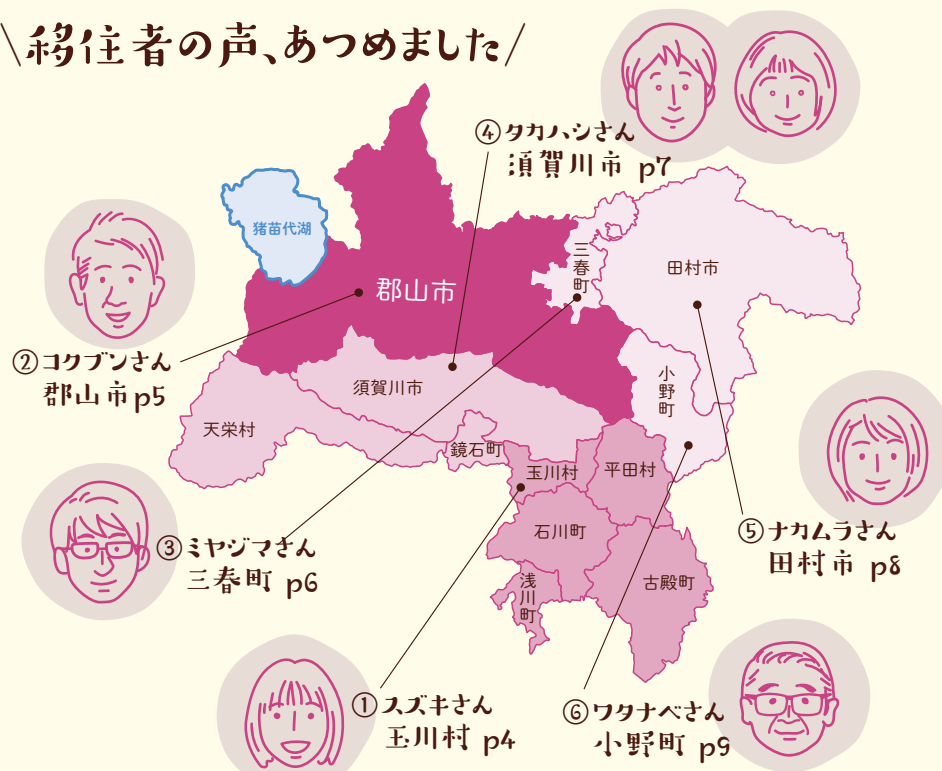 移住者の声、あつめました
④タカハシさん
須賀川市 p7
猪苗代湖
三春町
田村市
郡山市
②コクブンさん
郡山市p5
須賀川市
小野町
天栄村
鏡石町
玉川村
平田村
③ミヤジマさん
三春町 p6
石川町
⑤ナカムラさん
田村市 p8
浅川町
古殿町
①スズキさん
玉川村 p4
⑥ワタナベさん
小野町 p9